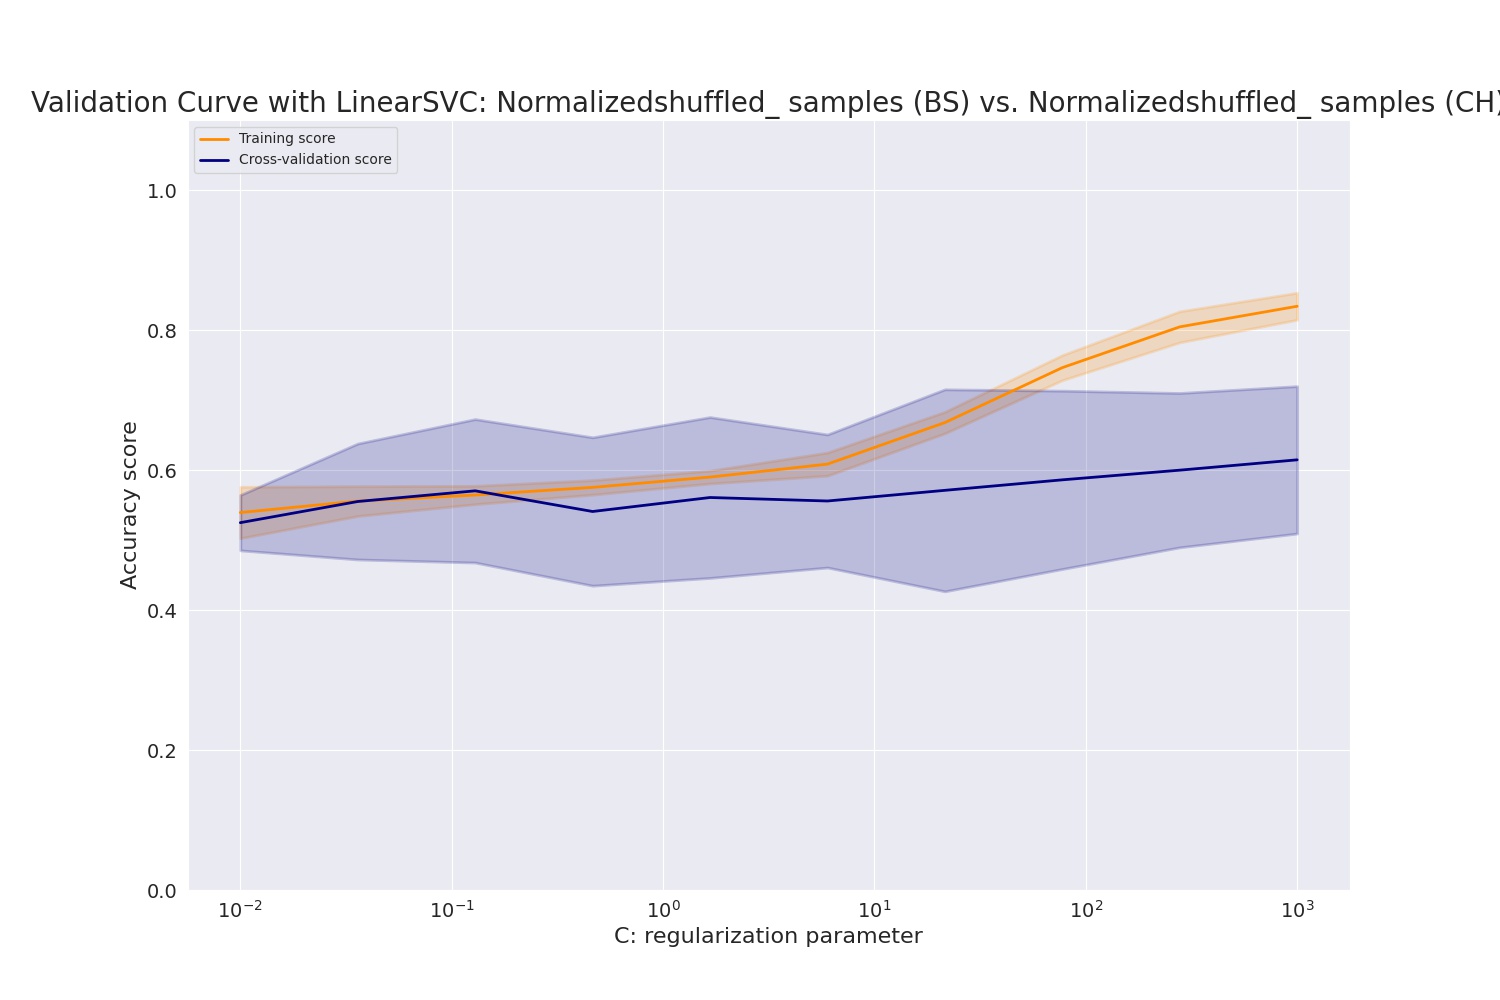 Validation Curve with LinearSVC: Normalizedshuffled_ samples (BS) vs. Normalizedshuffled_ samples (CH)
Training score
Cross-validation score
1.0
0.8
0.6
0.4
0.2
0.0
Accuracy score
10⁻² 10⁻¹ 10⁰ 10¹ 10² 10³
C: regularization parameter